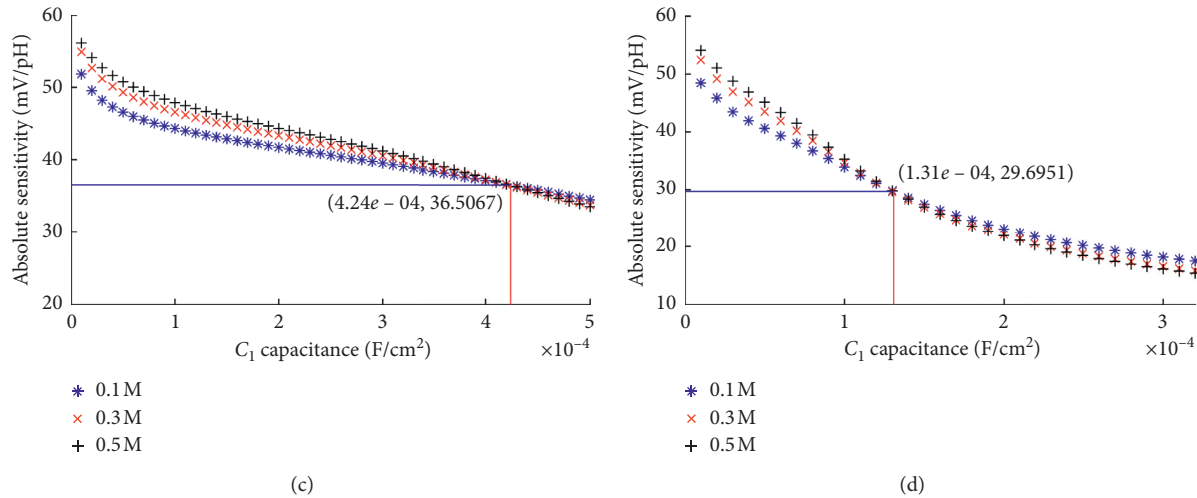 60
50
40
30
20
Absolute sensitivity (mV/pH)
(4.24e – 04, 36.5067)
0 1 2 3 4 5
C1 capacitance (F/cm²) ×10–4
0.1 M
0.3 M
0.5 M
(c)
60
50
40
30
20
10
Absolute sensitivity (mV/pH)
(1.31e – 04, 29.6951)
0 1 2 3
C1 capacitance (F/cm²) ×10–4
0.1 M
0.3 M
0.5 M
(d)